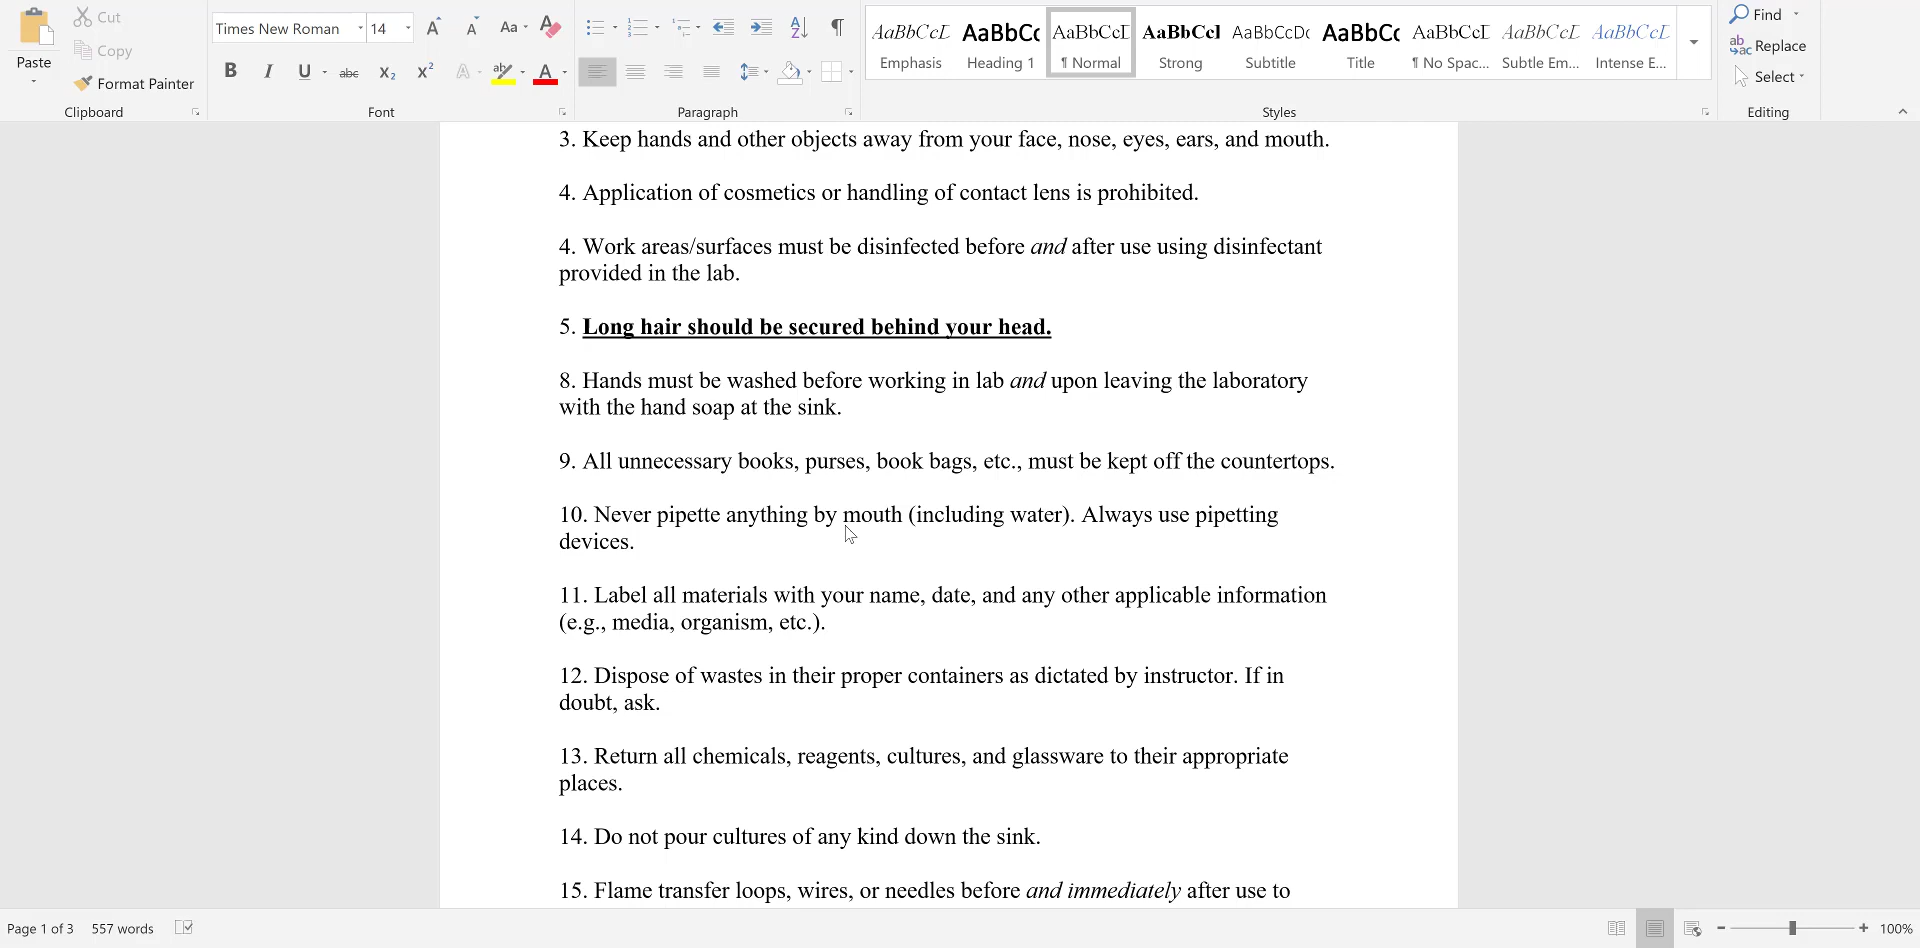 Cut
Copy
Paste
Format Painter
Clipboard
Times New Roman 14
A A Aa A
B I U abc X2 X2 A aby A
Font
A Z ¶
Paragraph
AaBbCcL AaBbCc AaBbCcI AaBbCcI AaBbCcDc AaBbCc AaBbCcI AaBbCcL AaBbCcL
Emphasis Heading 1 ¶ Normal Strong Subtitle Title ¶ No Spac... Subtle Em... Intense E...
Styles
Find
Replace
Select
Editing
3. Keep hands and other objects away from your face, nose, eyes, ears, and mouth.
4. Application of cosmetics or handling of contact lens is prohibited.
4. Work areas/surfaces must be disinfected before and after use using disinfectant
provided in the lab.
5. Long hair should be secured behind your head.
8. Hands must be washed before working in lab and upon leaving the laboratory
with the hand soap at the sink.
9. All unnecessary books, purses, book bags, etc., must be kept off the countertops.
10. Never pipette anything by mouth (including water). Always use pipetting
devices.
11. Label all materials with your name, date, and any other applicable information
(e.g., media, organism, etc.).
12. Dispose of wastes in their proper containers as dictated by instructor. If in
doubt, ask.
13. Return all chemicals, reagents, cultures, and glassware to their appropriate
places.
14. Do not pour cultures of any kind down the sink.
15. Flame transfer loops, wires, or needles before and immediately after use to
Page 1 of 3 557 words
100%